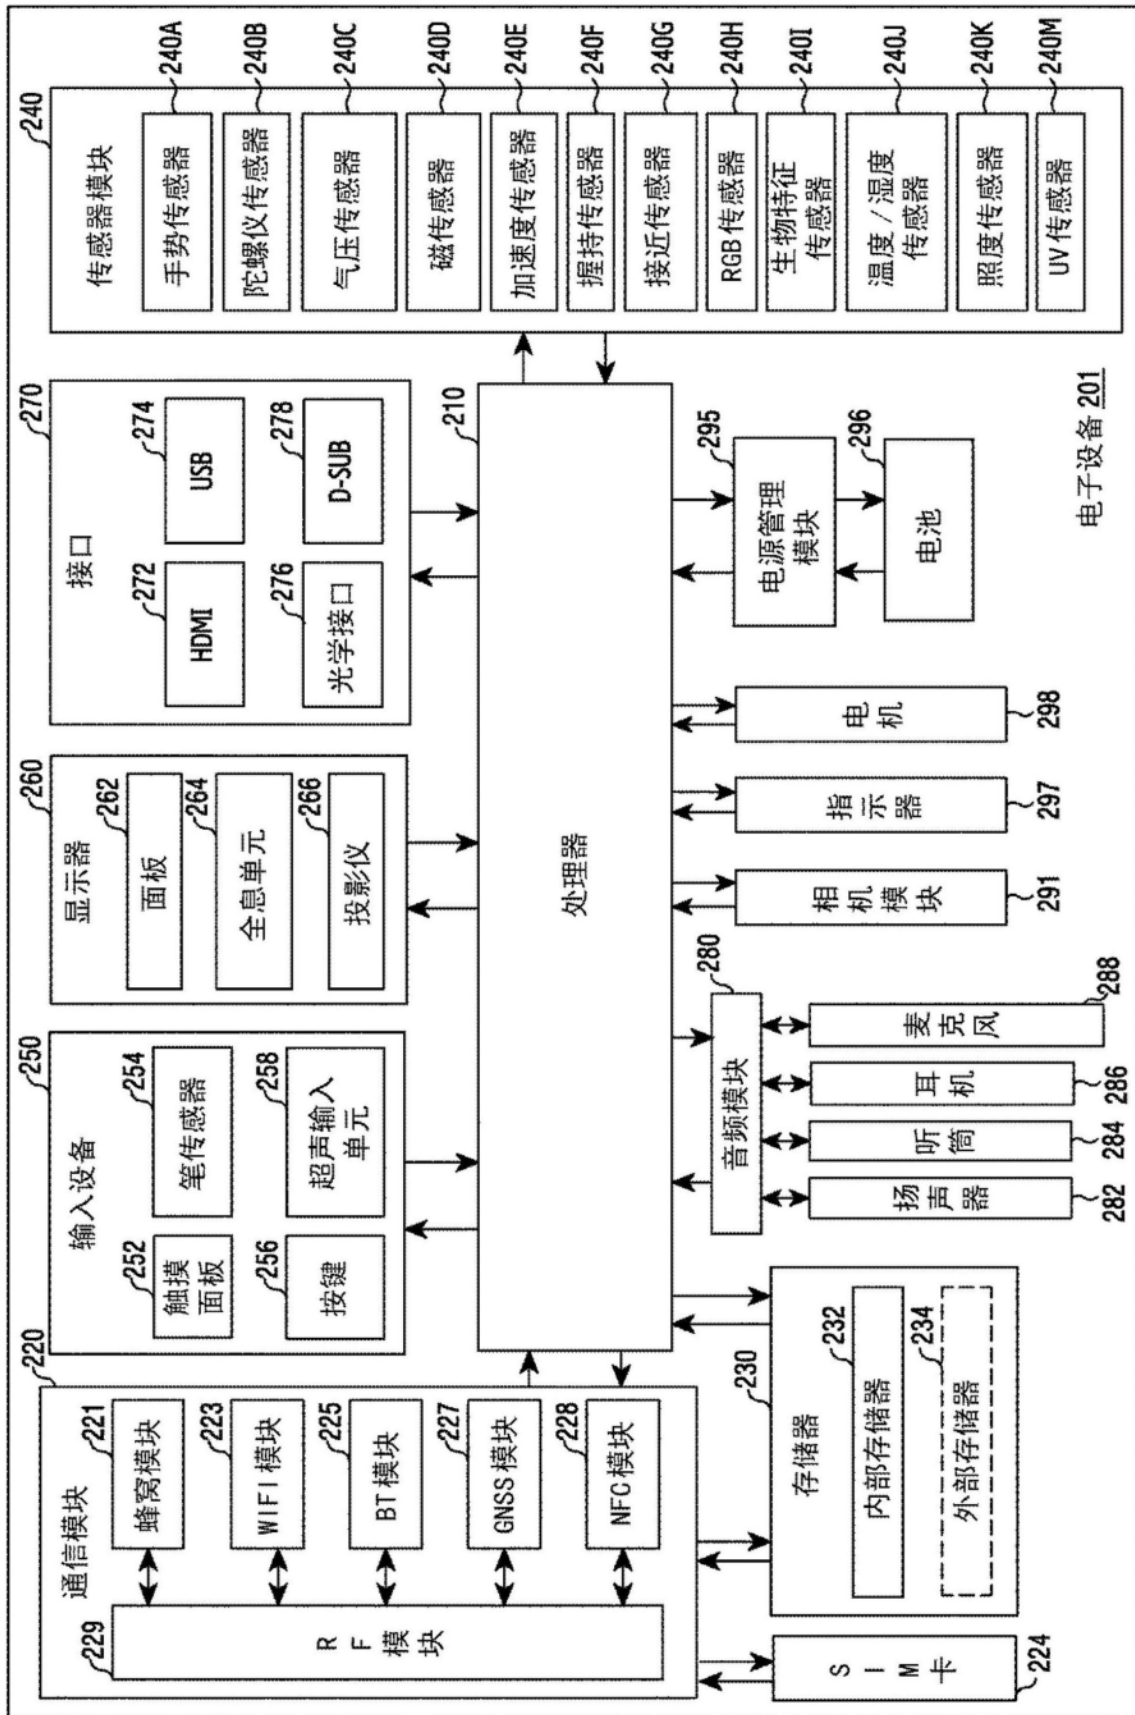 电子设备 201
220
通信模块
229
RF模块
221
蜂窝模块
223
WIFI模块
225
BT模块
227
GNSS模块
228
NFC模块
224
SIM卡
250
输入设备
252
触摸
面板
254
笔传感器
256
按键
258
超声输入
单元
260
显示器
262
面板
264
全息单元
266
投影仪
270
接口
272
HDMI
274
USB
276
光学接口
278
D-SUB
240
传感器模块
手势传感器
240A
陀螺仪传感器
240B
气压传感器
240C
磁传感器
240D
加速度传感器
240E
握持传感器
240F
接近传感器
240G
RGB传感器
240H
生物特征
传感器
240I
温度/湿度
传感器
240J
照度传感器
240K
UV传感器
240M
210
处理器
230
存储器
232
内部存储器
234
外部存储器
280
音频模块
扬声器
282
听筒
284
耳机
286
麦克风
288
相机模块
291
指示器
297
电机
298
295
电源管理
模块
296
电池